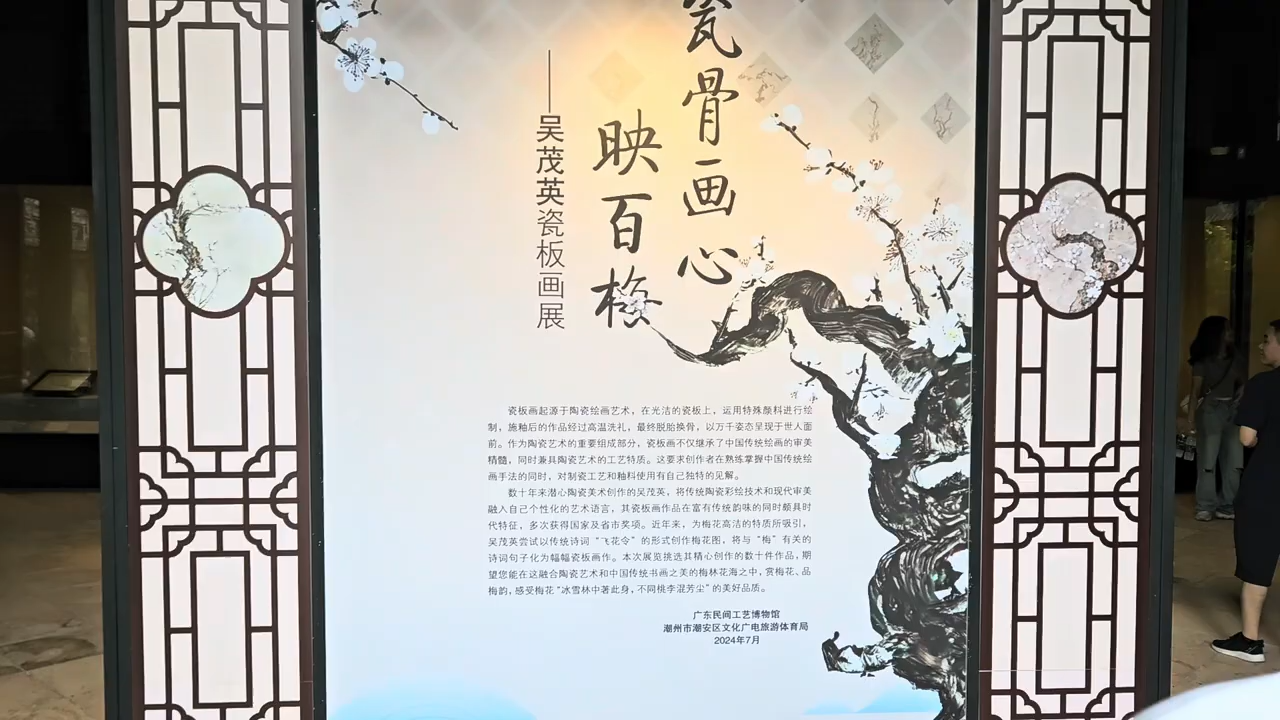 瓷骨画心
映百梅
——吴茂英瓷板画展
瓷板画起源于陶瓷绘画艺术，在光洁的瓷板上，运用特殊颜料进行绘
制，施釉后的作品经过高温洗礼，最终脱胎换骨，以万千姿态呈现于世人面
前。作为陶瓷艺术的重要组成部分，瓷板画不仅继承了中国传统绘画的审美
精髓，同时兼具陶瓷艺术的工艺特质。这要求创作者在熟练掌握中国传统绘
画手法的同时，对制瓷工艺和釉料使用有自己独特的见解。
数十年来潜心陶瓷美术创作的吴茂英，将传统陶瓷彩绘技术和现代审美
融入自己个性化的艺术语言，其瓷板画作品在富有传统韵味的同时颇具时
代特征，多次获得国家及省市奖项。近年来，为梅花高洁的特质所吸引，
吴茂英尝试以传统诗词“飞花令”的形式创作梅花图，将与“梅”有关的
诗词句子化为幅幅瓷板画作。本次展览挑选其精心创作的数十件作品，期
望您能在这融合陶瓷艺术和中国传统书画之美的梅林花海之中，赏梅花、品
梅韵，感受梅花“冰雪林中著此身，不同桃李混芳尘”的美好品质。
广东民间工艺博物馆
潮州市潮安区文化广电旅游体育局
2024年7月